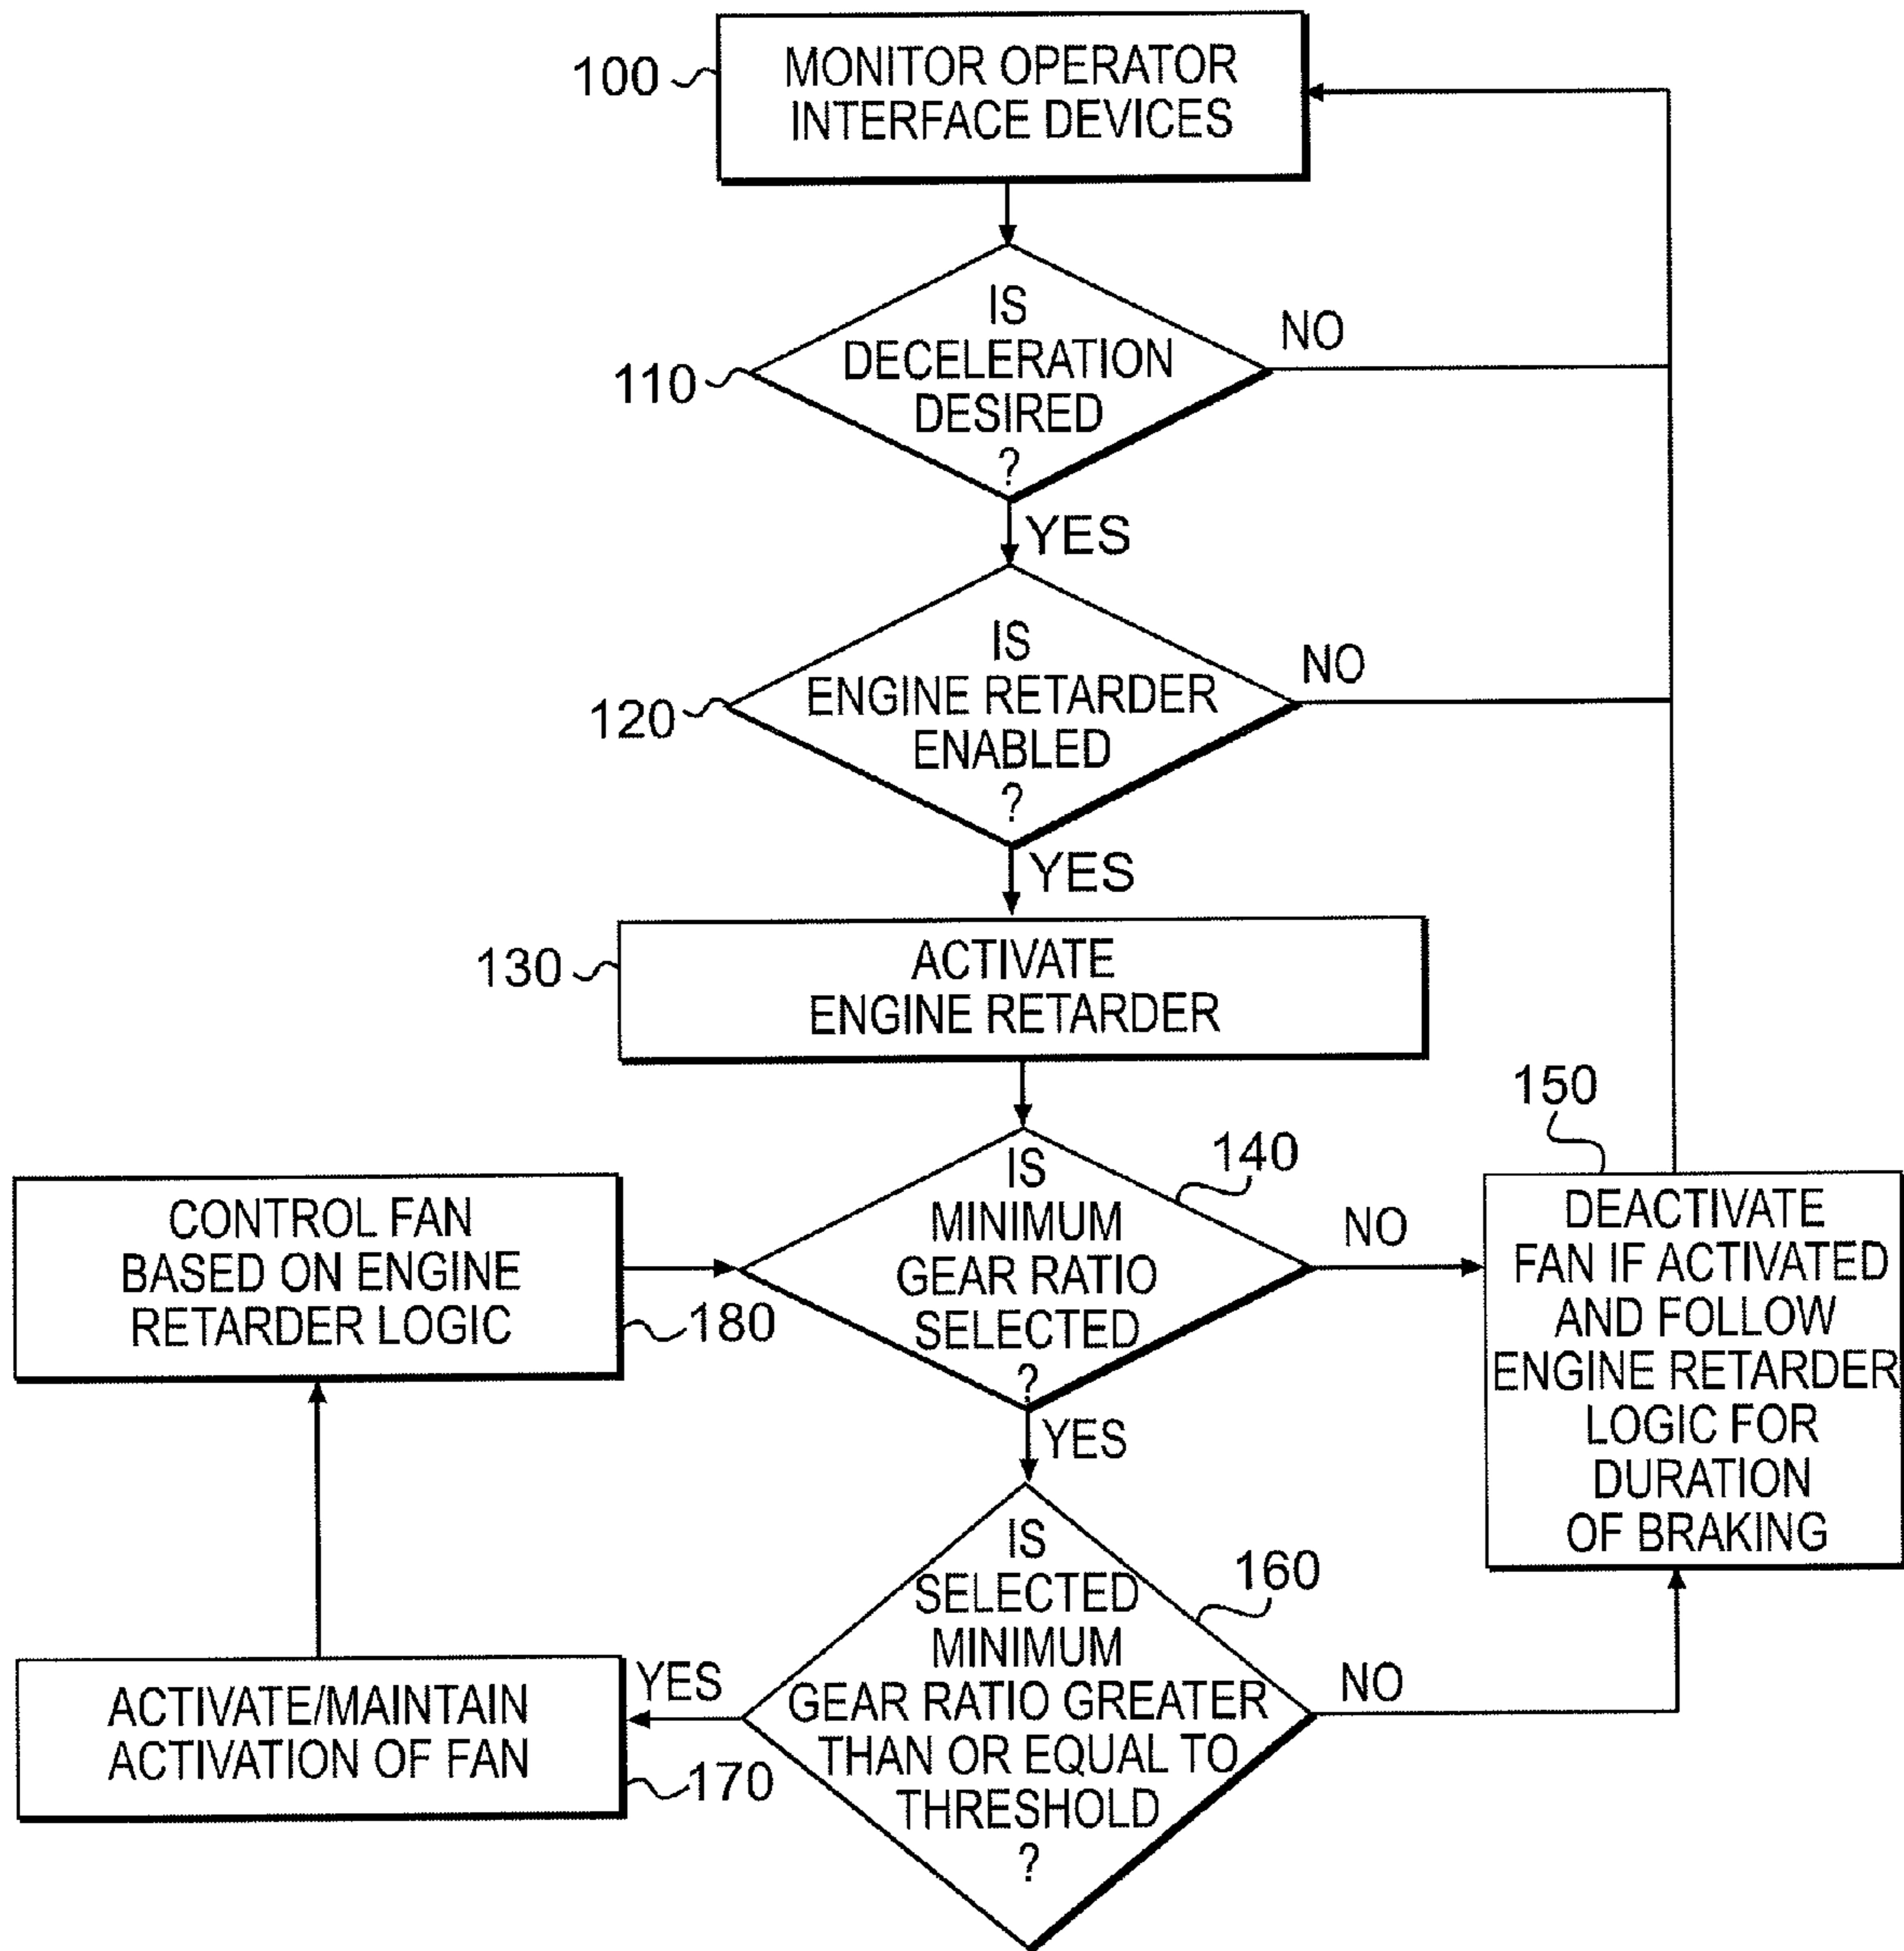 100
MONITOR OPERATOR
INTERFACE DEVICES
110
IS
DECELERATION
DESIRED
?
NO
YES
120
IS
ENGINE RETARDER
ENABLED
?
NO
YES
130
ACTIVATE
ENGINE RETARDER
140
IS
MINIMUM
GEAR RATIO
SELECTED
?
NO
YES
150
DEACTIVATE
FAN IF ACTIVATED
AND FOLLOW
ENGINE RETARDER
LOGIC FOR
DURATION
OF BRAKING
CONTROL FAN
BASED ON ENGINE
RETARDER LOGIC
180
160
IS
SELECTED
MINIMUM
GEAR RATIO GREATER
THAN OR EQUAL TO
THRESHOLD
?
NO
YES
ACTIVATE/MAINTAIN
ACTIVATION OF FAN
170